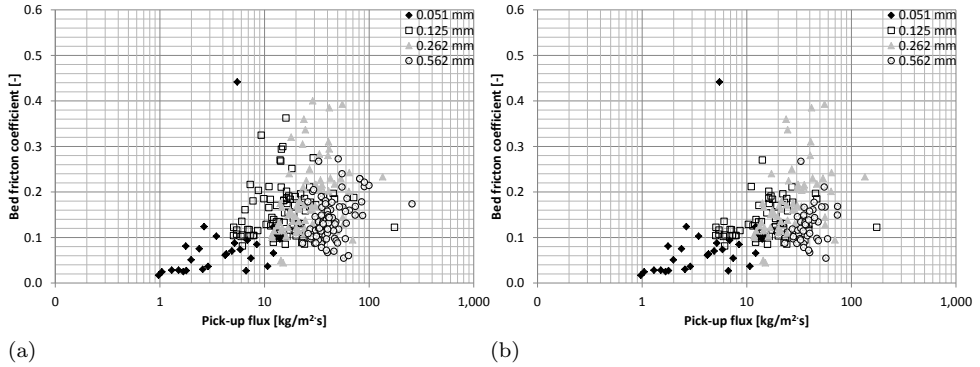 0.6
0.5
0.4
0.3
0.2
0.1
0.0
Bed fricton coefficient [-]
0.051 mm
0.125 mm
0.262 mm
0.562 mm
0 1 10 100 1,000
Pick-up flux [kg/m²·s]
(a)
0.6
0.5
0.4
0.3
0.2
0.1
0.0
Bed fricton coefficient [-]
0.051 mm
0.125 mm
0.262 mm
0.562 mm
0 1 10 100 1,000
Pick-up flux [kg/m²·s]
(b)